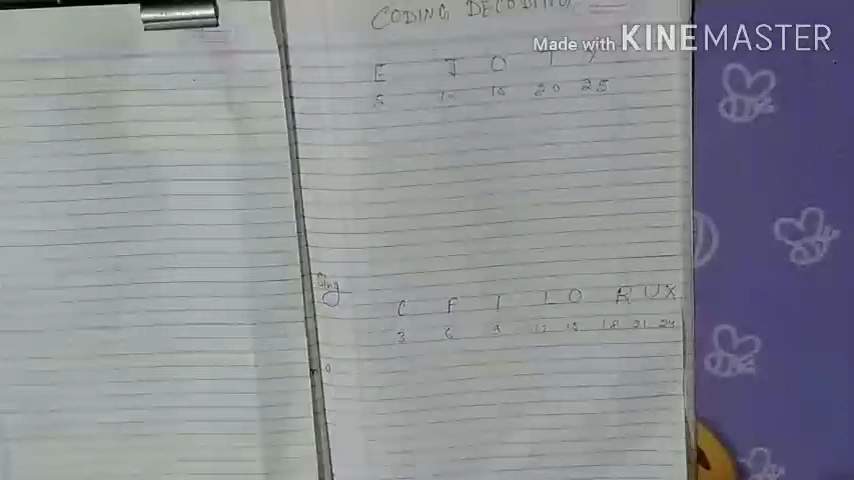 CODING DECODING
Made with KINEMASTER
E J O T Y
5 10 15 20 25
C F I L O R U X
3 6 9 12 15 18 21 24